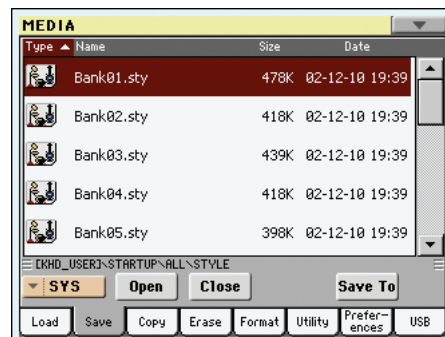 MEDIA
Type Name Size Date
Bank01.sty 478K 02-12-10 19:39
Bank02.sty 418K 02-12-10 19:39
Bank03.sty 439K 02-12-10 19:39
Bank04.sty 418K 02-12-10 19:39
Bank05.sty 398K 02-12-10 19:39
[KHD_USER]\STARTUP\ALL\STYLE
SYS Open Close Save To
Load Save Copy Erase Format Utility Prefer-ences USB